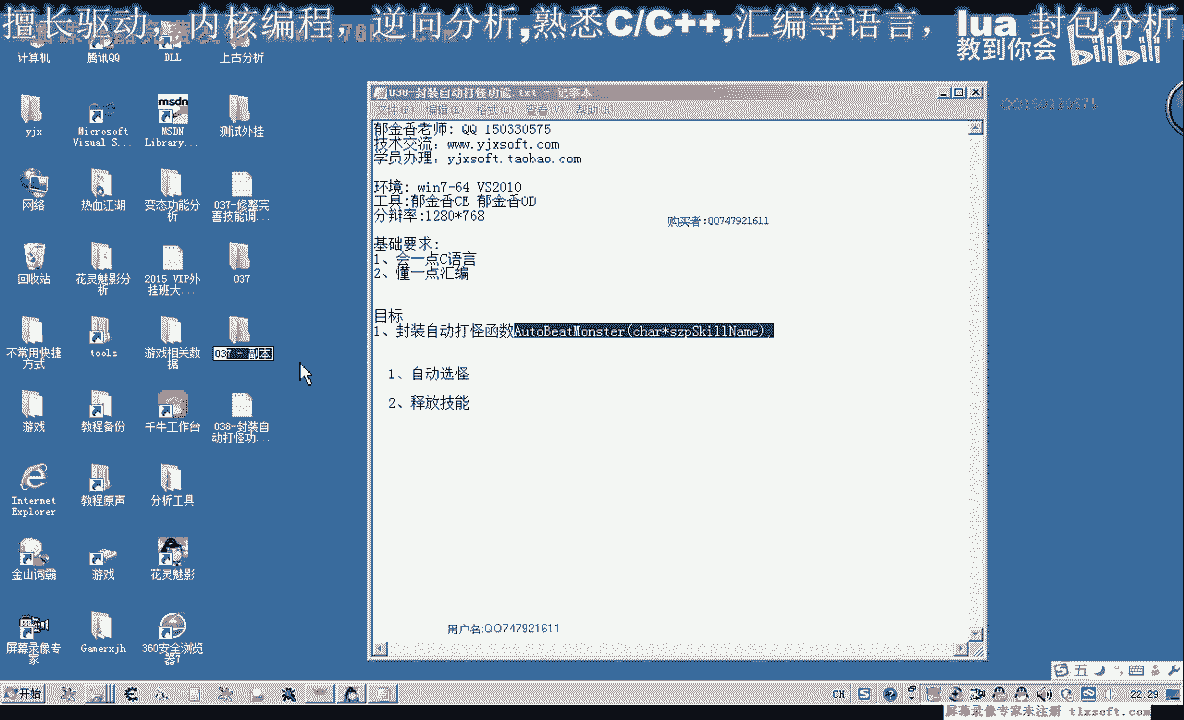 擅长驱动，内核编程，逆向分析,熟悉C/C++,汇编等语言，lua 封包分析
教到你会 bilibili
计算机
腾讯QQ
DLL
上古分析
038-封装自动打怪功能.txt - 记事本
郁金香老师: QQ 150330575
技术交流：www.yjxsoft.com
学员办理：yjxsoft.taobao.com
环境: win7-64 VS2010
工具:郁金香CE 郁金香OD
分辩率:1280*768
购买者:QQ747921611
基础要求:
1、会一点C语言
2、懂一点汇编
目标
1、封装自动打怪函数AutoBeatMonster(char*szpSkillName);
1、自动选怪
2、释放技能
用户名:QQ747921611
yjx
Microsoft
Visual S...
MSDN
Library...
测试外挂
网络
热血江湖
变态功能分
析
037-修整完
善技能调...
回收站
花灵魅影分
析
2015 VIP外
挂班大...
037
不常用快捷
方式
tools
游戏相关数
据
037 - 副本
游戏
教程备份
千牛工作台
038-封装自
动打怪功...
Internet
Explorer
教程原声
分析工具
金山词霸
游戏
花灵魅影
屏幕录像专
家
Gamerxjh
360安全浏览
器7
开始
CH
22:29
屏幕录像专家未注册 tlxsoft.com